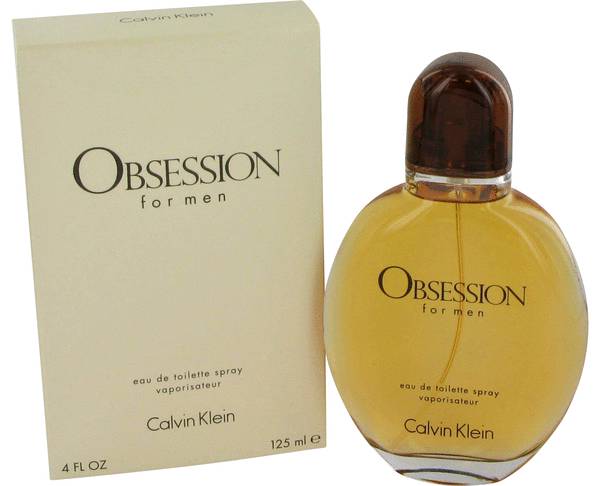 Calvin Klein
OBSESSION
for men
eau de toilette spray
vaporisateur
Calvin Klein
4 FL OZ
125 ml ℮
OBSESSION
for men
eau de toilette spray
vaporisateur
Calvin Klein